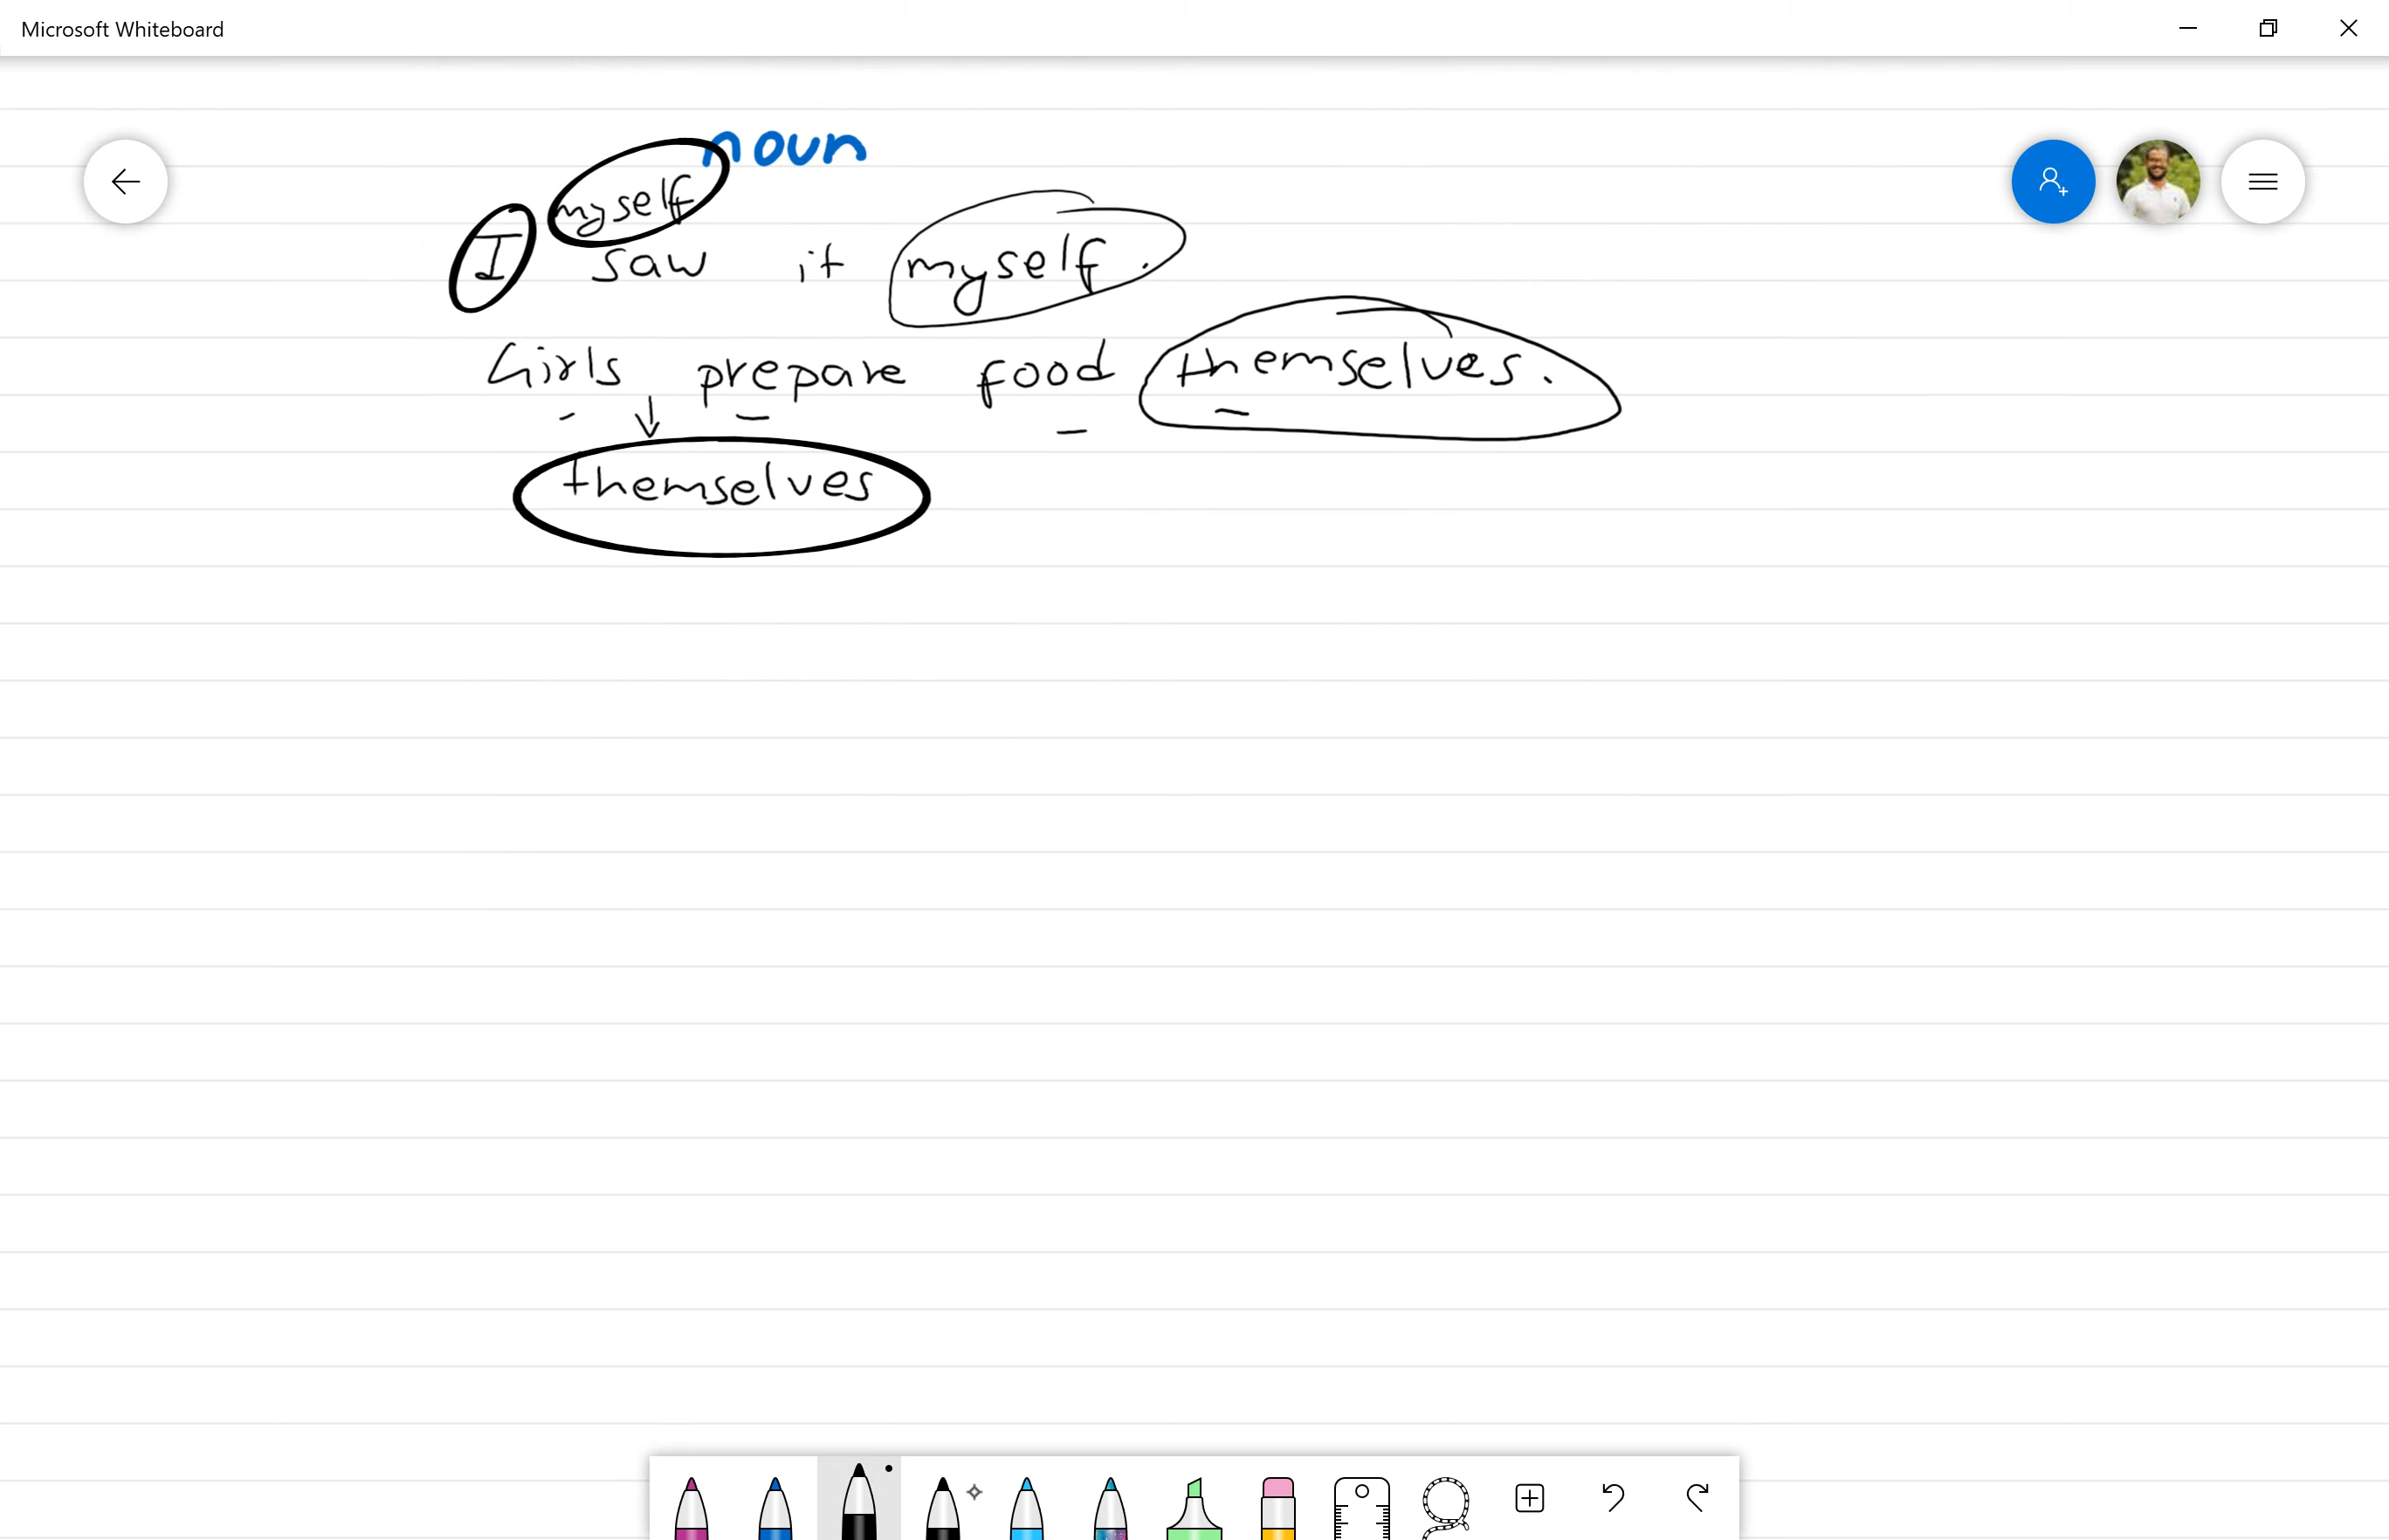 Microsoft Whiteboard
noun
myself
I saw it myself.
Girls prepare food themselves.
themselves